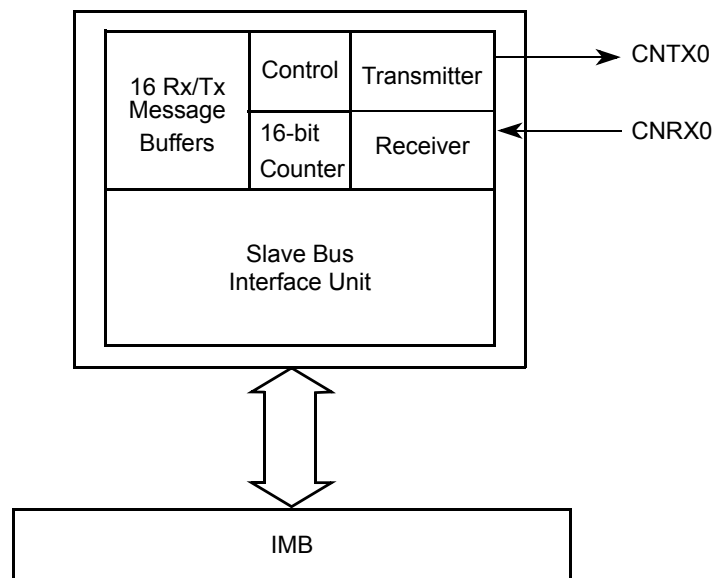 16 Rx/Tx
Message
Buffers
Control
Transmitter
CNTX0
16-bit
Counter
Receiver
CNRX0
Slave Bus
Interface Unit
IMB